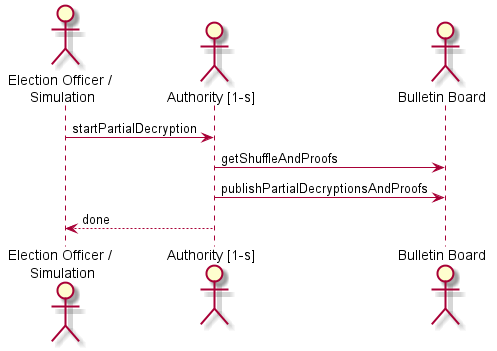 Election Officer /
Simulation
Authority [1-s]
Bulletin Board
startPartialDecryption
getShuffleAndProofs
publishPartialDecryptionsAndProofs
done
Election Officer /
Simulation
Authority [1-s]
Bulletin Board